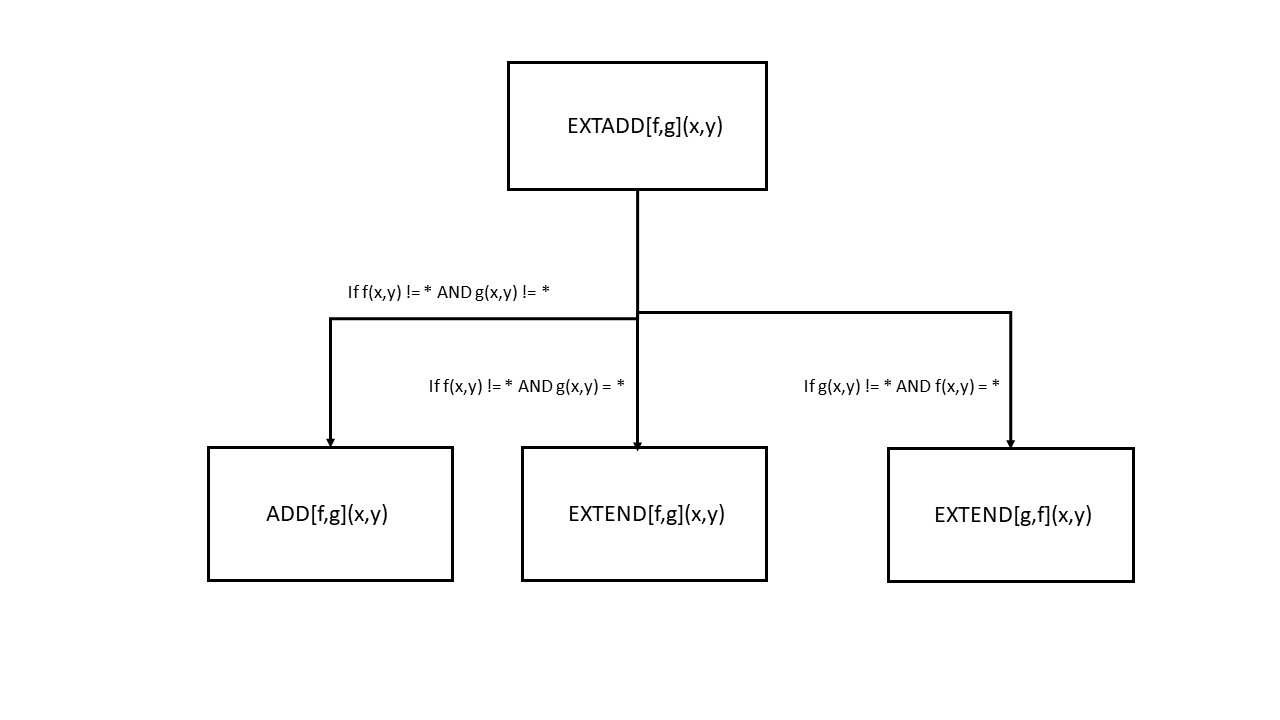 EXTADD[f,g](x,y)
If f(x,y) != * AND g(x,y) != *
If f(x,y) != * AND g(x,y) = *
If g(x,y) != * AND f(x,y) = *
ADD[f,g](x,y)
EXTEND[f,g](x,y)
EXTEND[g,f](x,y)